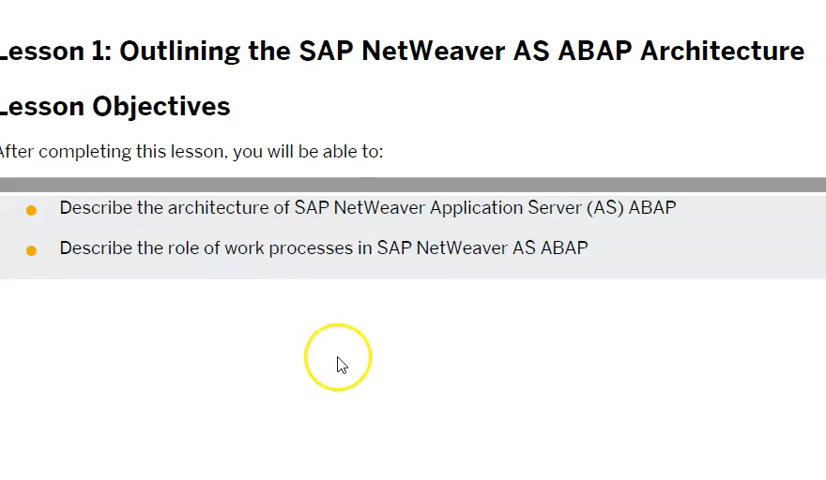 Lesson 1: Outlining the SAP NetWeaver AS ABAP Architecture
Lesson Objectives
After completing this lesson, you will be able to:
Describe the architecture of SAP NetWeaver Application Server (AS) ABAP
Describe the role of work processes in SAP NetWeaver AS ABAP